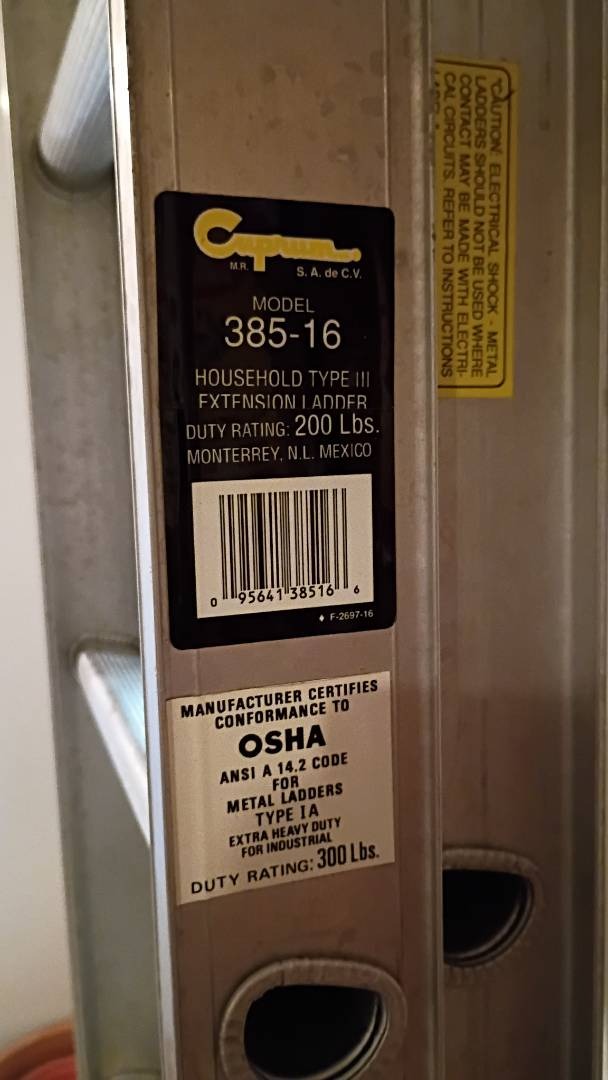 Cuprum
M.R.
S. A. de C.V.
MODEL
385-16
HOUSEHOLD TYPE III
EXTENSION LADDER
DUTY RATING: 200 Lbs.
MONTERREY, N.L. MEXICO
0 95641 38516 6
♦ F-2697-16
MANUFACTURER CERTIFIES
CONFORMANCE TO
OSHA
ANSI A 14.2 CODE
FOR
METAL LADDERS
TYPE IA
EXTRA HEAVY DUTY
FOR INDUSTRIAL
DUTY RATING: 300 Lbs.
CAUTION: ELECTRICAL SHOCK - METAL
LADDERS SHOULD NOT BE USED WHERE
CONTACT MAY BE MADE WITH ELECTRI-
CAL CIRCUITS. REFER TO INSTRUCTIONS